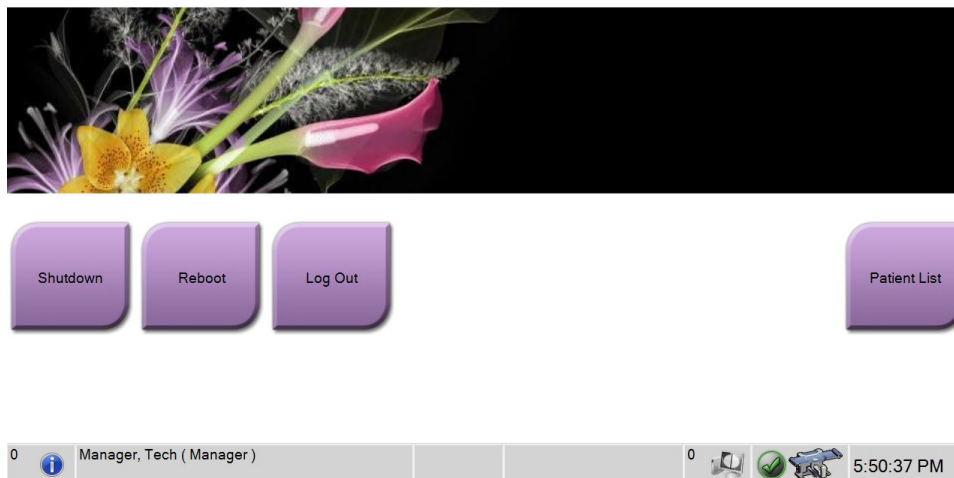 Shutdown
Reboot
Log Out
Patient List
0
Manager, Tech ( Manager )
0
5:50:37 PM